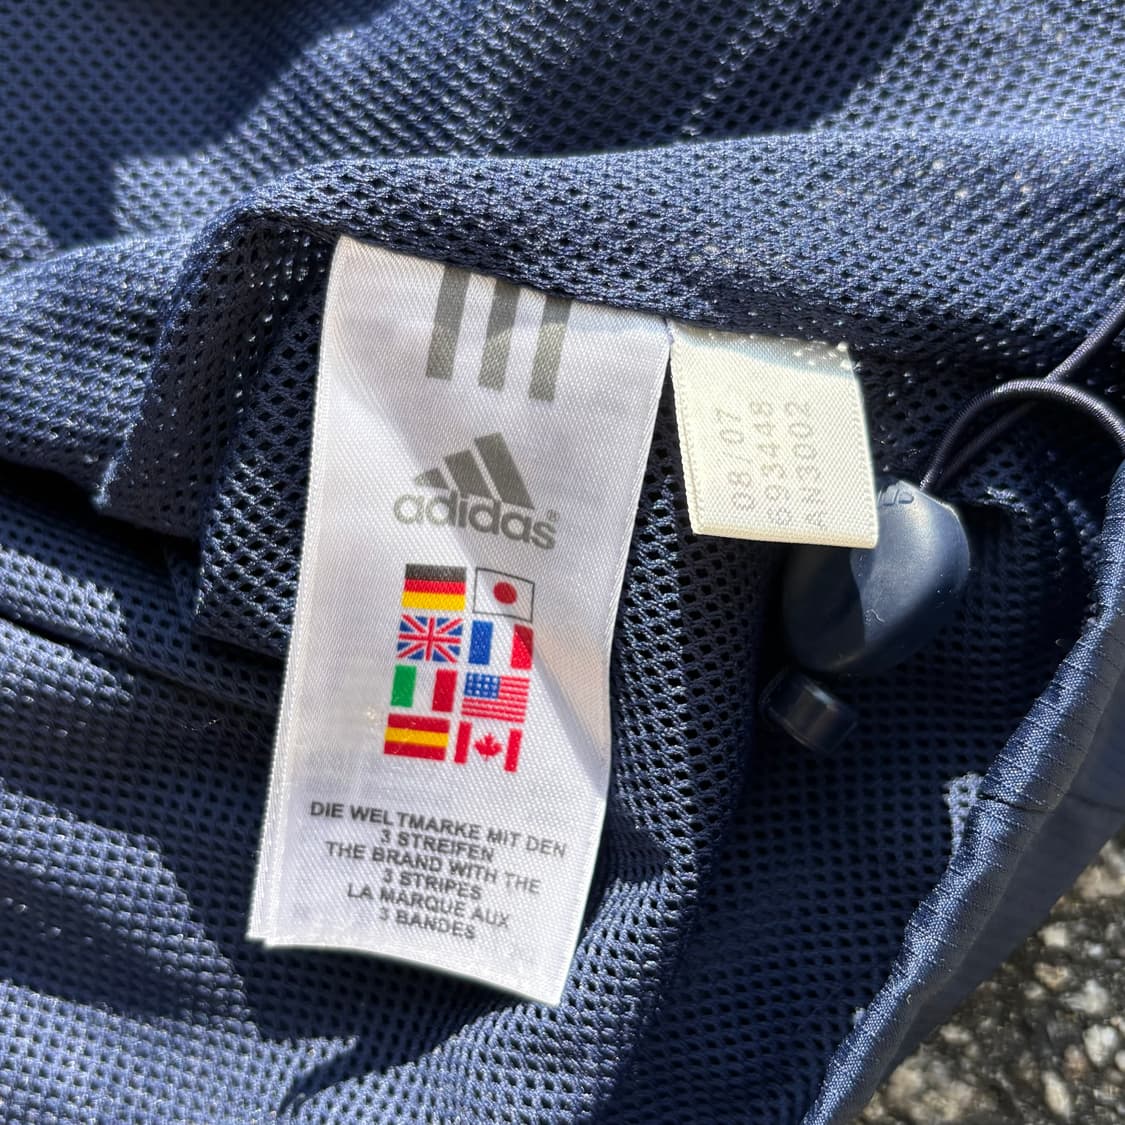 adidas®
DIE WELTMARKE MIT DEN
3 STREIFEN
THE BRAND WITH THE
3 STRIPES
LA MARQUE AUX
3 BANDES
08/07
693448
AN3002